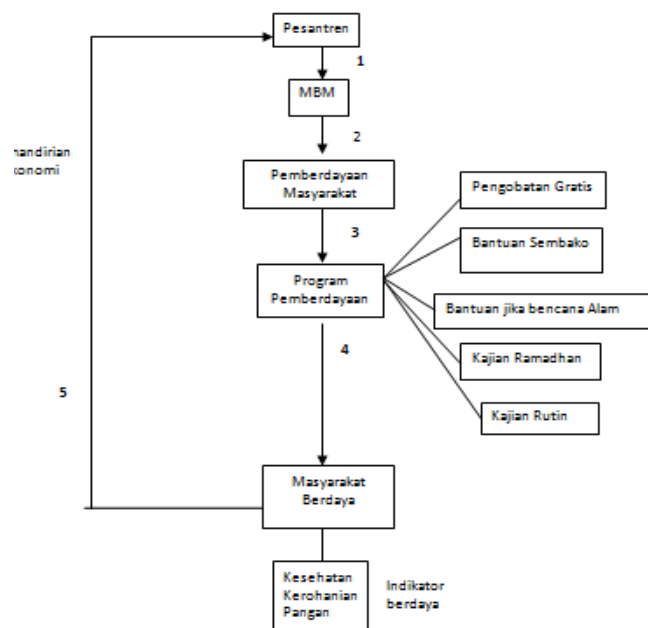 Pesantren
1
MBM
2
Pemberdayaan
Masyarakat
3
Program
Pemberdayaan
Pengobatan Gratis
Bantuan Sembako
Bantuan jika bencana Alam
Kajian Ramadhan
Kajian Rutin
4
5
Masyarakat
Berdaya
Kesehatan
Kerohanian
Pangan
Indikator
berdaya